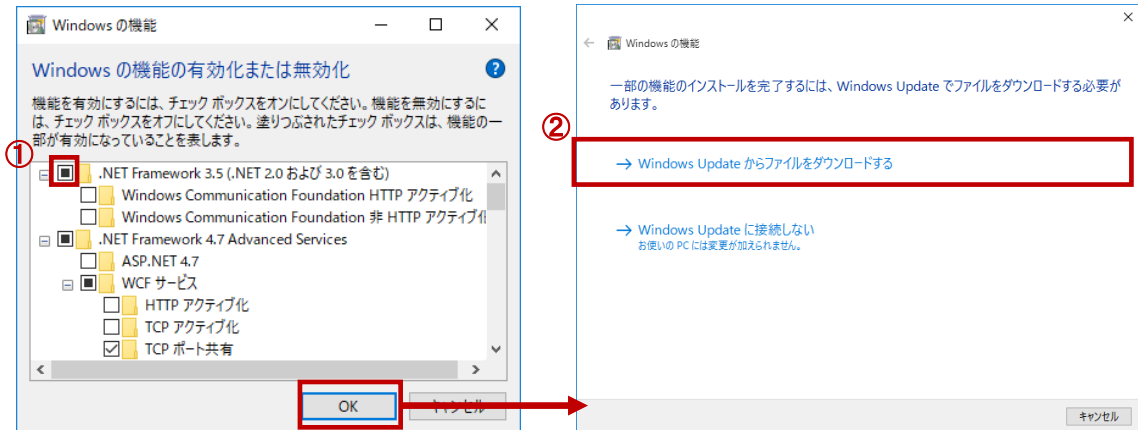 Windows の機能
Windows の機能の有効化または無効化
機能を有効にするには、チェック ボックスをオンにしてください。機能を無効にするに
は、チェック ボックスをオフにしてください。塗りつぶされたチェック ボックスは、機能の一
部が有効になっていることを表します。
①
.NET Framework 3.5 (.NET 2.0 および 3.0 を含む)
Windows Communication Foundation HTTP アクティブ化
Windows Communication Foundation 非 HTTP アクティブ化
.NET Framework 4.7 Advanced Services
ASP.NET 4.7
WCF サービス
HTTP アクティブ化
TCP アクティブ化
TCP ポート共有
OK
キャンセル
Windows の機能
一部の機能のインストールを完了するには、Windows Update でファイルをダウンロードする必要が
あります。
②
Windows Update からファイルをダウンロードする
Windows Update に接続しない
お使いの PC には変更が加えられません。
キャンセル